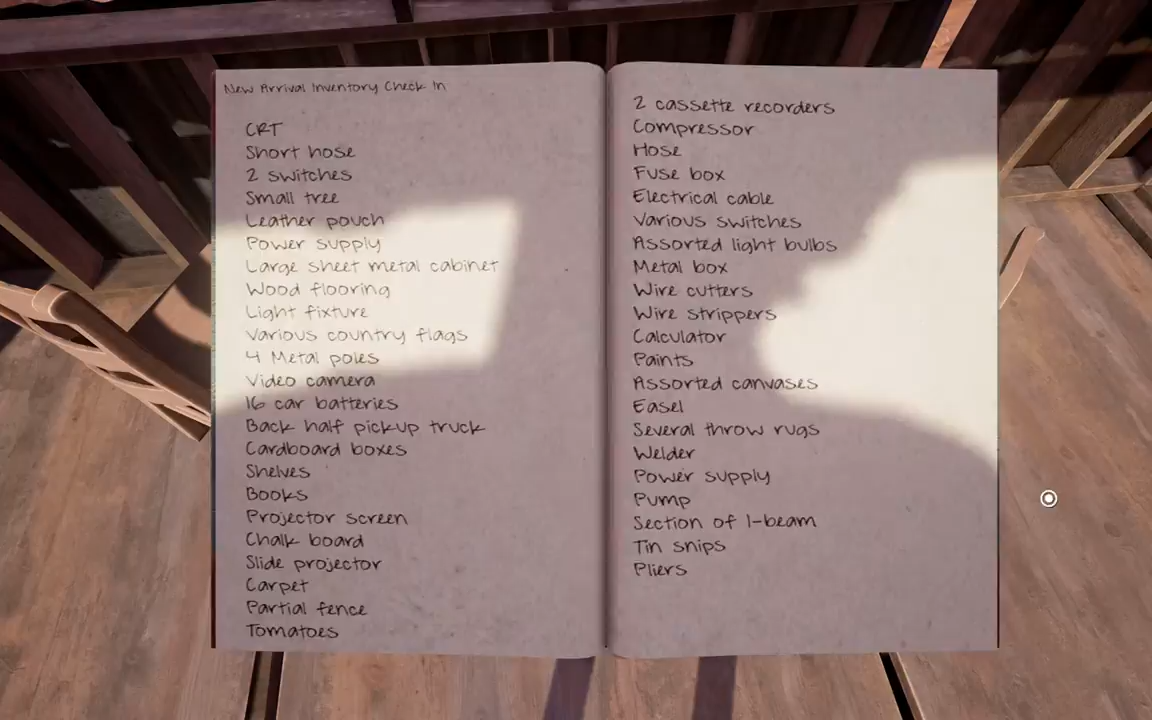 New Arrival Inventory Check In
CRT
Short hose
2 switches
Small tree
Leather pouch
Power supply
Large sheet metal cabinet
Wood flooring
Light fixture
Various country flags
4 Metal poles
Video camera
16 car batteries
Back half pickup truck
Cardboard boxes
Shelves
Books
Projector screen
Chalk board
Slide projector
Carpet
Partial fence
Tomatoes
2 cassette recorders
Compressor
Hose
Fuse box
Electrical cable
Various switches
Assorted light bulbs
Metal box
Wire cutters
Wire strippers
Calculator
Paints
Assorted canvases
Easel
Several throw rugs
Welder
Power supply
Pump
Section of I-beam
Tin snips
Pliers